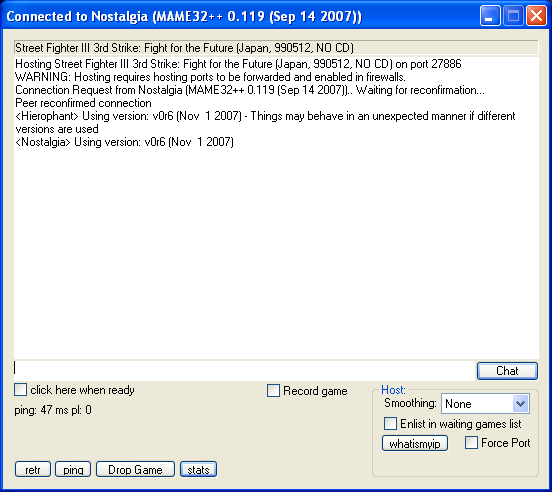 Connected to Nostalgia (MAME32++ 0.119 (Sep 14 2007))
Street Fighter III 3rd Strike: Fight for the Future (Japan, 990512, NO CD)
Hosting Street Fighter III 3rd Strike: Fight for the Future (Japan, 990512, NO CD) on port 27886
WARNING: Hosting requires hosting ports to be forwarded and enabled in firewalls.
Connection Request from Nostalgia (MAME32++ 0.119 (Sep 14 2007)).. Waiting for reconfirmation...
Peer reconfirmed connection
<Hierophant> Using version: v0r6 (Nov  1 2007) - Things may behave in an unexpected manner if different
versions are used
<Nostalgia> Using version: v0r6 (Nov  1 2007)
Chat
click here when ready
Record game
Host:
ping: 47 ms pl: 0
Smoothing: None
Enlist in waiting games list
whatismyip
Force Port
retr
ping
Drop Game
stats